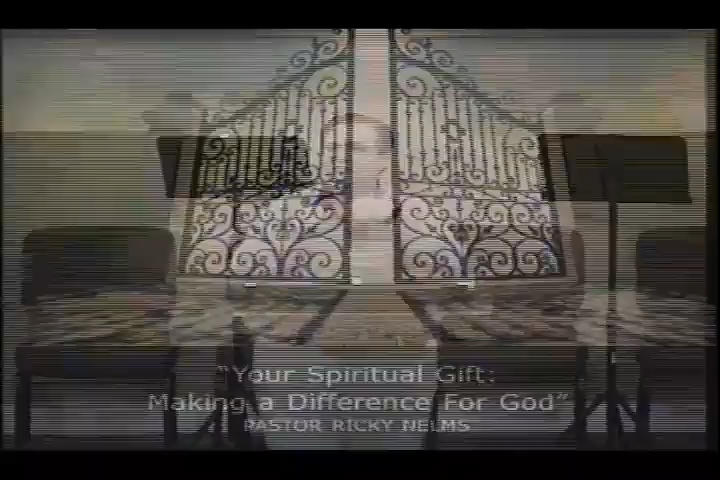 "Your Spiritual Gift:
Making a Difference For God"
PASTOR RICKY NELMS